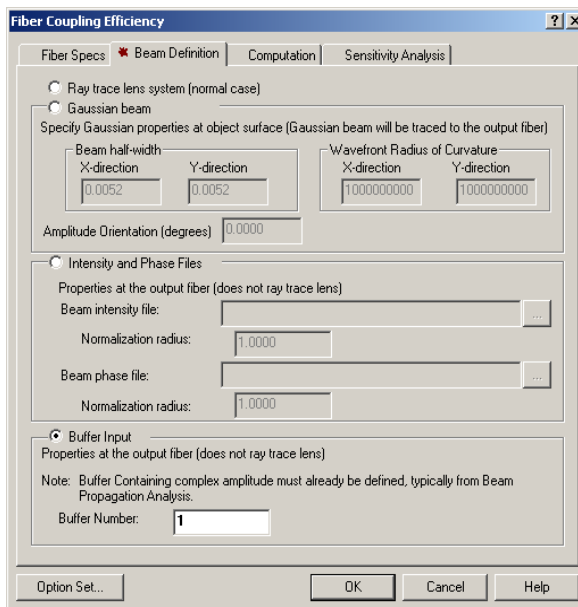 Fiber Coupling Efficiency
Fiber Specs Beam Definition Computation Sensitivity Analysis
Ray trace lens system (normal case)
Gaussian beam
Specify Gaussian properties at object surface (Gaussian beam will be traced to the output fiber)
Beam half-width Wavefront Radius of Curvature
X-direction Y-direction X-direction Y-direction
0.0052 0.0052 1000000000 1000000000
Amplitude Orientation (degrees) 0.0000
Intensity and Phase Files
Properties at the output fiber (does not ray trace lens)
Beam intensity file: ...
Normalization radius: 1.0000
Beam phase file: ...
Normalization radius: 1.0000
Buffer Input
Properties at the output fiber (does not ray trace lens)
Note: Buffer Containing complex amplitude must already be defined, typically from Beam
Propagation Analysis.
Buffer Number: 1
Option Set... OK Cancel Help